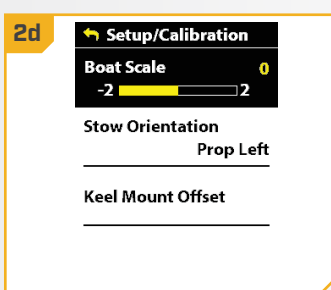 2d
Setup/Calibration
Boat Scale 0
-2 2
Stow Orientation
Prop Left
Keel Mount Offset